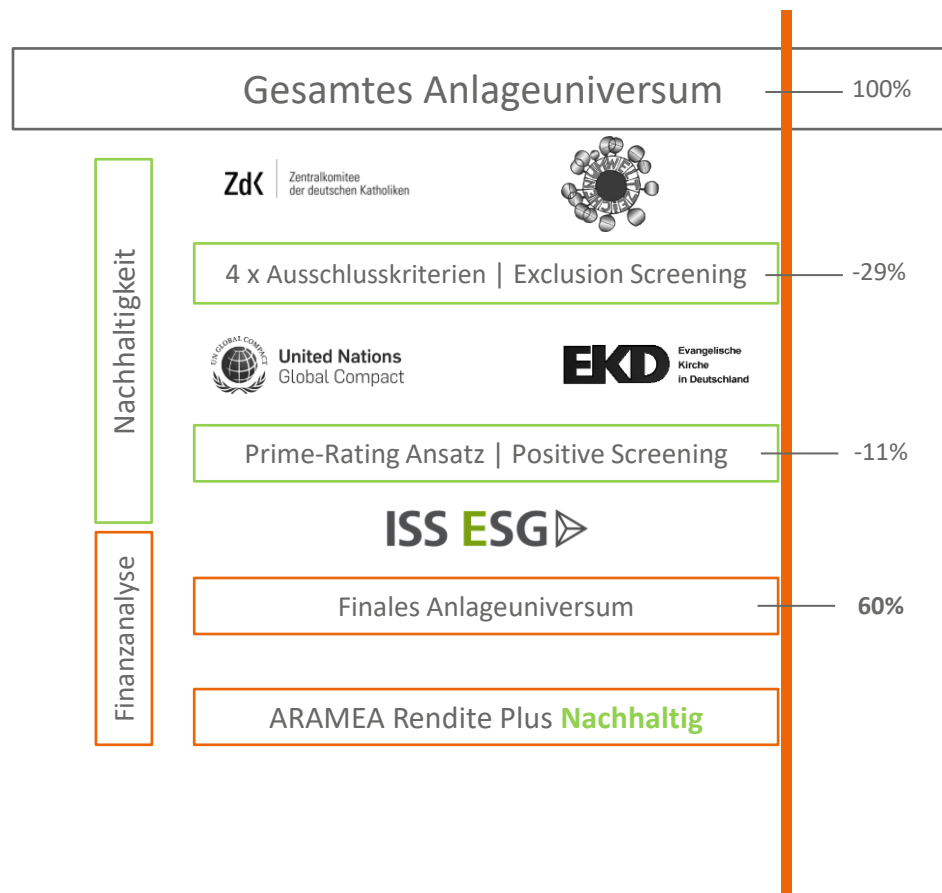 Gesamtes Anlageuniversum
100%
Nachhaltigkeit
ZdK
Zentralkomitee
der deutschen Katholiken
UMWELTZEICHEN
4 x Ausschlusskriterien | Exclusion Screening
-29%
UN GLOBAL COMPACT
United Nations
Global Compact
EKD
Evangelische
Kirche
in Deutschland
Prime-Rating Ansatz | Positive Screening
-11%
ISS ESG
Finanzanalyse
Finales Anlageuniversum
60%
ARAMEA Rendite Plus Nachhaltig